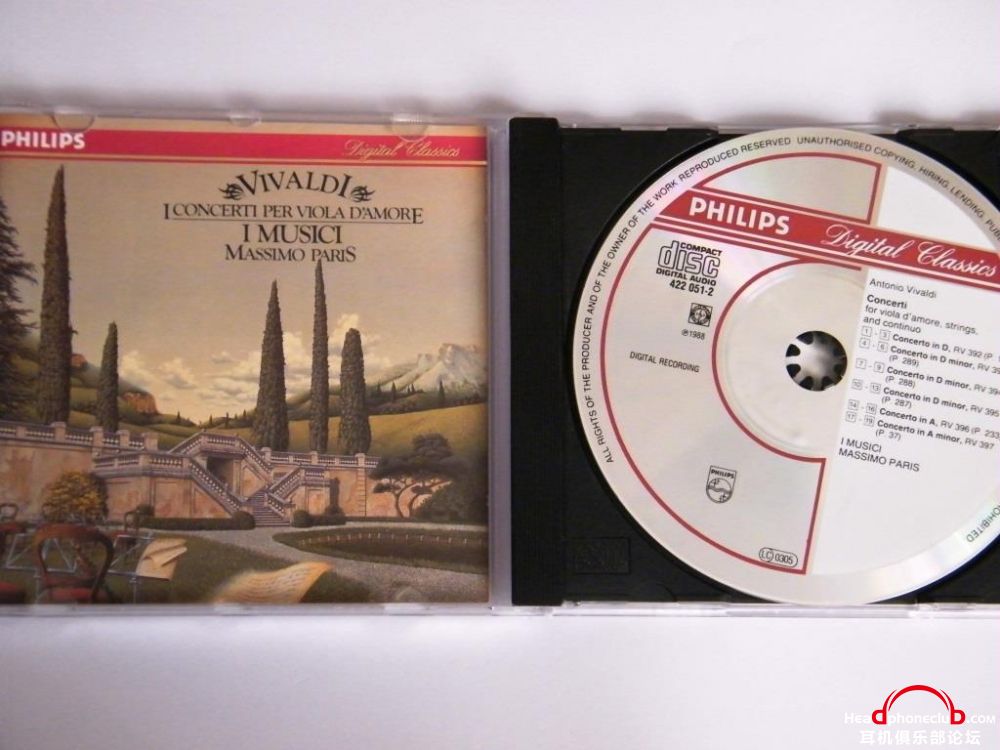 PHILIPS
Digital Classics
VIVALDI
I CONCERTI PER VIOLA D'AMORE
I MUSICI
MASSIMO PARIS
ALL RIGHTS OF THE PRODUCER AND OF THE OWNER OF THE WORK REPRODUCED RESERVED UNAUTHORISED COPYING, HIRING, LENDING,
PHILIPS
Digital Classics
COMPACT
disc
DIGITAL AUDIO
422 051-2
℗1988
DIGITAL RECORDING
Antonio Vivaldi
Concerti
for viola d'amore, strings,
and continuo
1 - 3 Concerto in D, RV 392 (P.
4 - 6 Concerto in D minor, RV
(P. 289)
7 - 9 Concerto in D minor, RV
(P. 288)
10 - 13 Concerto in D minor, RV 395
(P. 287)
14 - 16 Concerto in A, RV 396 (P. 233)
17 - 19 Concerto in A minor, RV 397
(P. 37)
I MUSICI
MASSIMO PARIS
PHILIPS
LC 0305
Headphoneclub.com
耳机俱乐部论坛